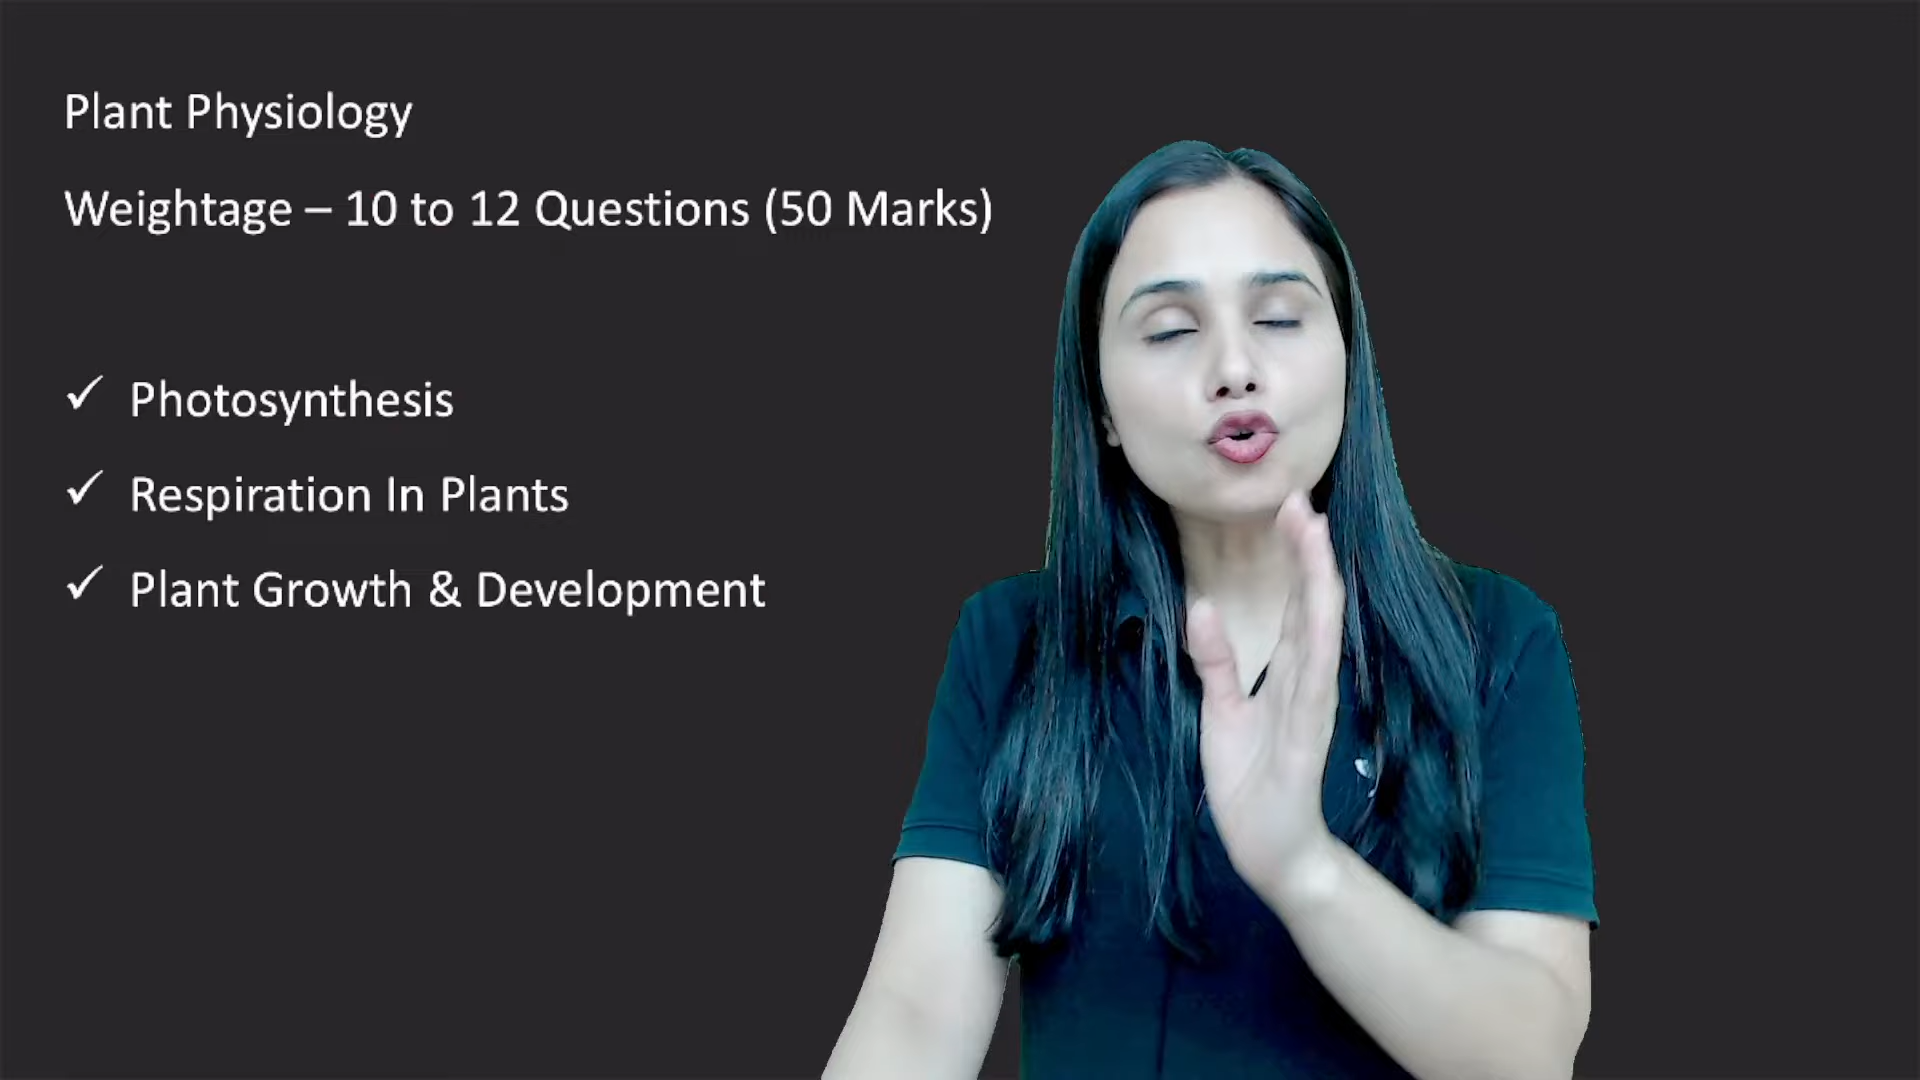 Plant Physiology
Weightage – 10 to 12 Questions (50 Marks)
✓ Photosynthesis
✓ Respiration In Plants
✓ Plant Growth & Development